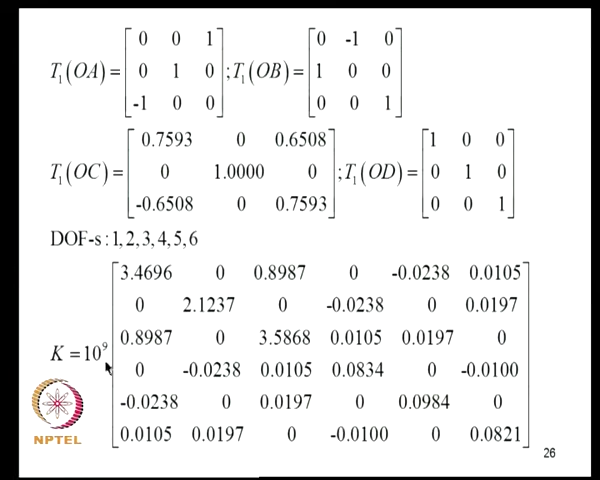 T₁(OA) = [0 0 1; 0 1 0; -1 0 0]; T₁(OB) = [0 -1 0; 1 0 0; 0 0 1]
T₁(OC) = [0.7593 0 0.6508; 0 1.0000 0; -0.6508 0 0.7593]; T₁(OD) = [1 0 0; 0 1 0; 0 0 1]
DOF-s : 1, 2, 3, 4, 5, 6
K = 10⁹
3.4696 0 0.8987 0 -0.0238 0.0105
0 2.1237 0 -0.0238 0 0.0197
0.8987 0 3.5868 0.0105 0.0197 0
0 -0.0238 0.0105 0.0834 0 -0.0100
-0.0238 0 0.0197 0 0.0984 0
0.0105 0.0197 0 -0.0100 0 0.0821
NPTEL
26